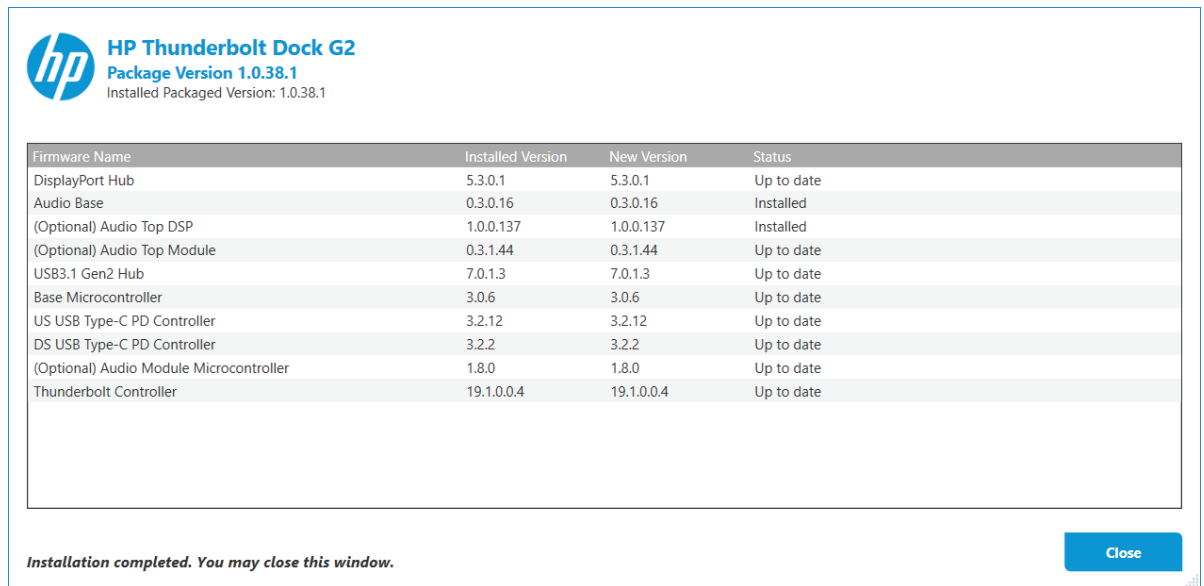 hp
HP Thunderbolt Dock G2
Package Version 1.0.38.1
Installed Packaged Version: 1.0.38.1
Firmware Name Installed Version New Version Status
DisplayPort Hub 5.3.0.1 5.3.0.1 Up to date
Audio Base 0.3.0.16 0.3.0.16 Installed
(Optional) Audio Top DSP 1.0.0.137 1.0.0.137 Installed
(Optional) Audio Top Module 0.3.1.44 0.3.1.44 Up to date
USB3.1 Gen2 Hub 7.0.1.3 7.0.1.3 Up to date
Base Microcontroller 3.0.6 3.0.6 Up to date
US USB Type-C PD Controller 3.2.12 3.2.12 Up to date
DS USB Type-C PD Controller 3.2.2 3.2.2 Up to date
(Optional) Audio Module Microcontroller 1.8.0 1.8.0 Up to date
Thunderbolt Controller 19.1.0.0.4 19.1.0.0.4 Up to date
Installation completed. You may close this window.
Close